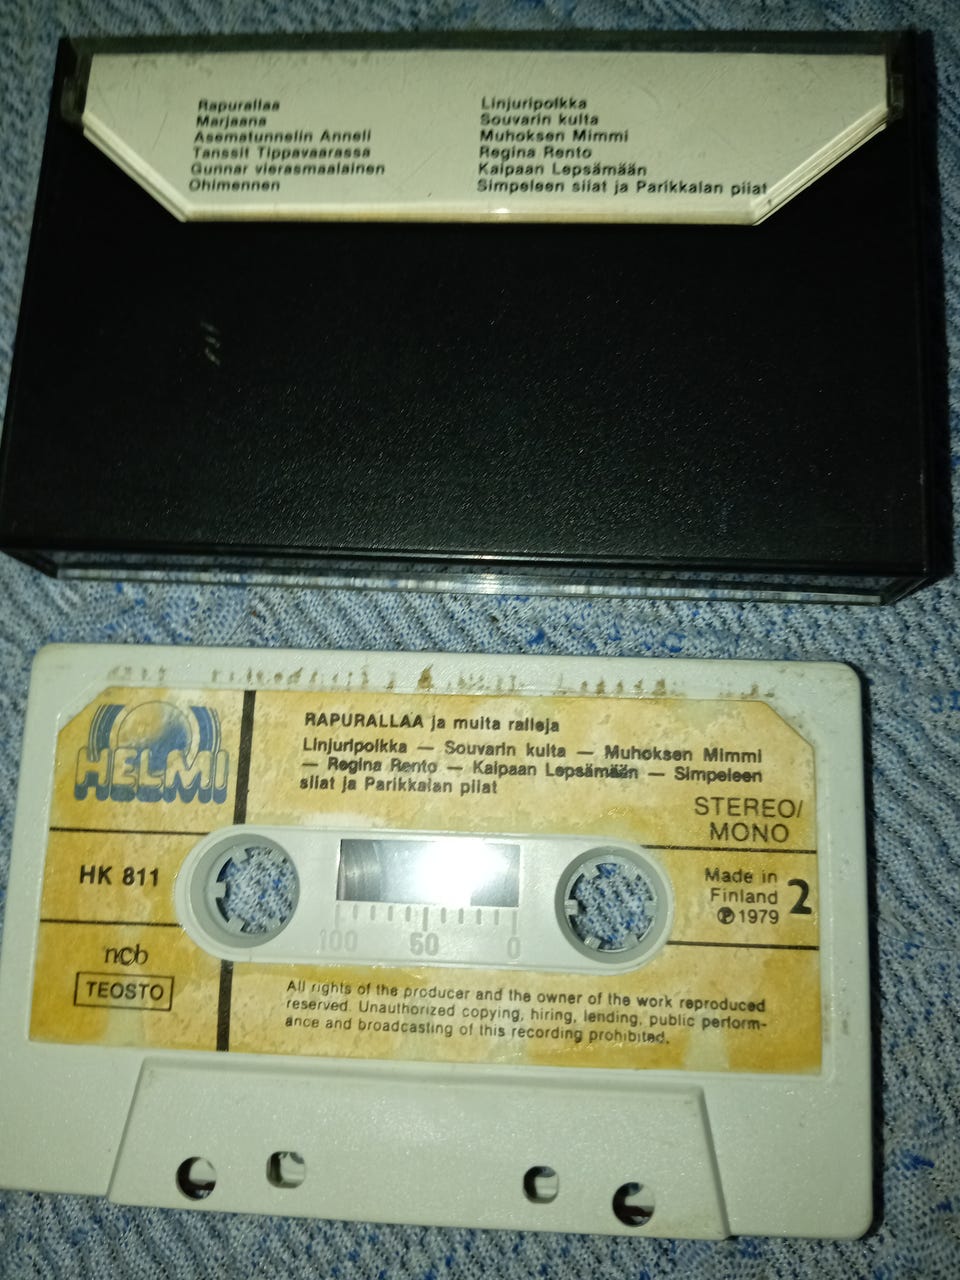 Rapurallaa
Marjaana
Asematunnelin Anneli
Tanssit Tippavaarassa
Gunnar vierasmaalainen
Ohimennen
Linjuripolkka
Souvarin kulta
Muhoksen Mimmi
Regina Rento
Kaipaan Lepsämään
Simpeleen siiat ja Parikkalan piiat
HELMI
RAPURALLAA ja muita ralleja
Linjuripolkka — Souvarin kulta — Muhoksen Mimmi
— Regina Rento — Kaipaan Lepsämään — Simpeleen
siiat ja Parikkalan piiat
STEREO/
MONO
HK 811
Made in
Finland
℗ 1979
2
100 50 0
ncb
TEOSTO
All rights of the producer and the owner of the work reproduced
reserved. Unauthorized copying, hiring, lending, public perform-
ance and broadcasting of this recording prohibited.